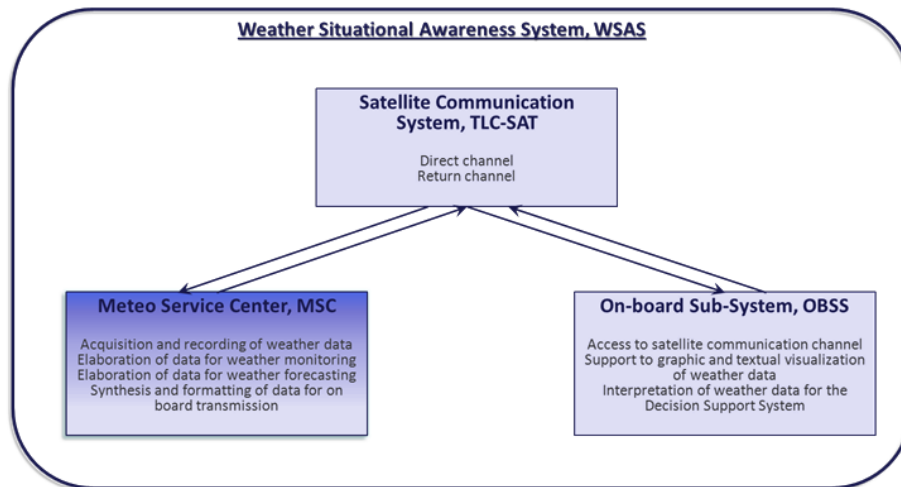 Weather Situational Awareness System, WSAS
Satellite Communication
System, TLC-SAT
Direct channel
Return channel
Meteo Service Center, MSC
Acquisition and recording of weather data
Elaboration of data for weather monitoring
Elaboration of data for weather forecasting
Synthesis and formatting of data for on
board transmission
On-board Sub-System, OBSS
Access to satellite communication channel
Support to graphic and textual visualization
of weather data
Interpretation of weather data for the
Decision Support System